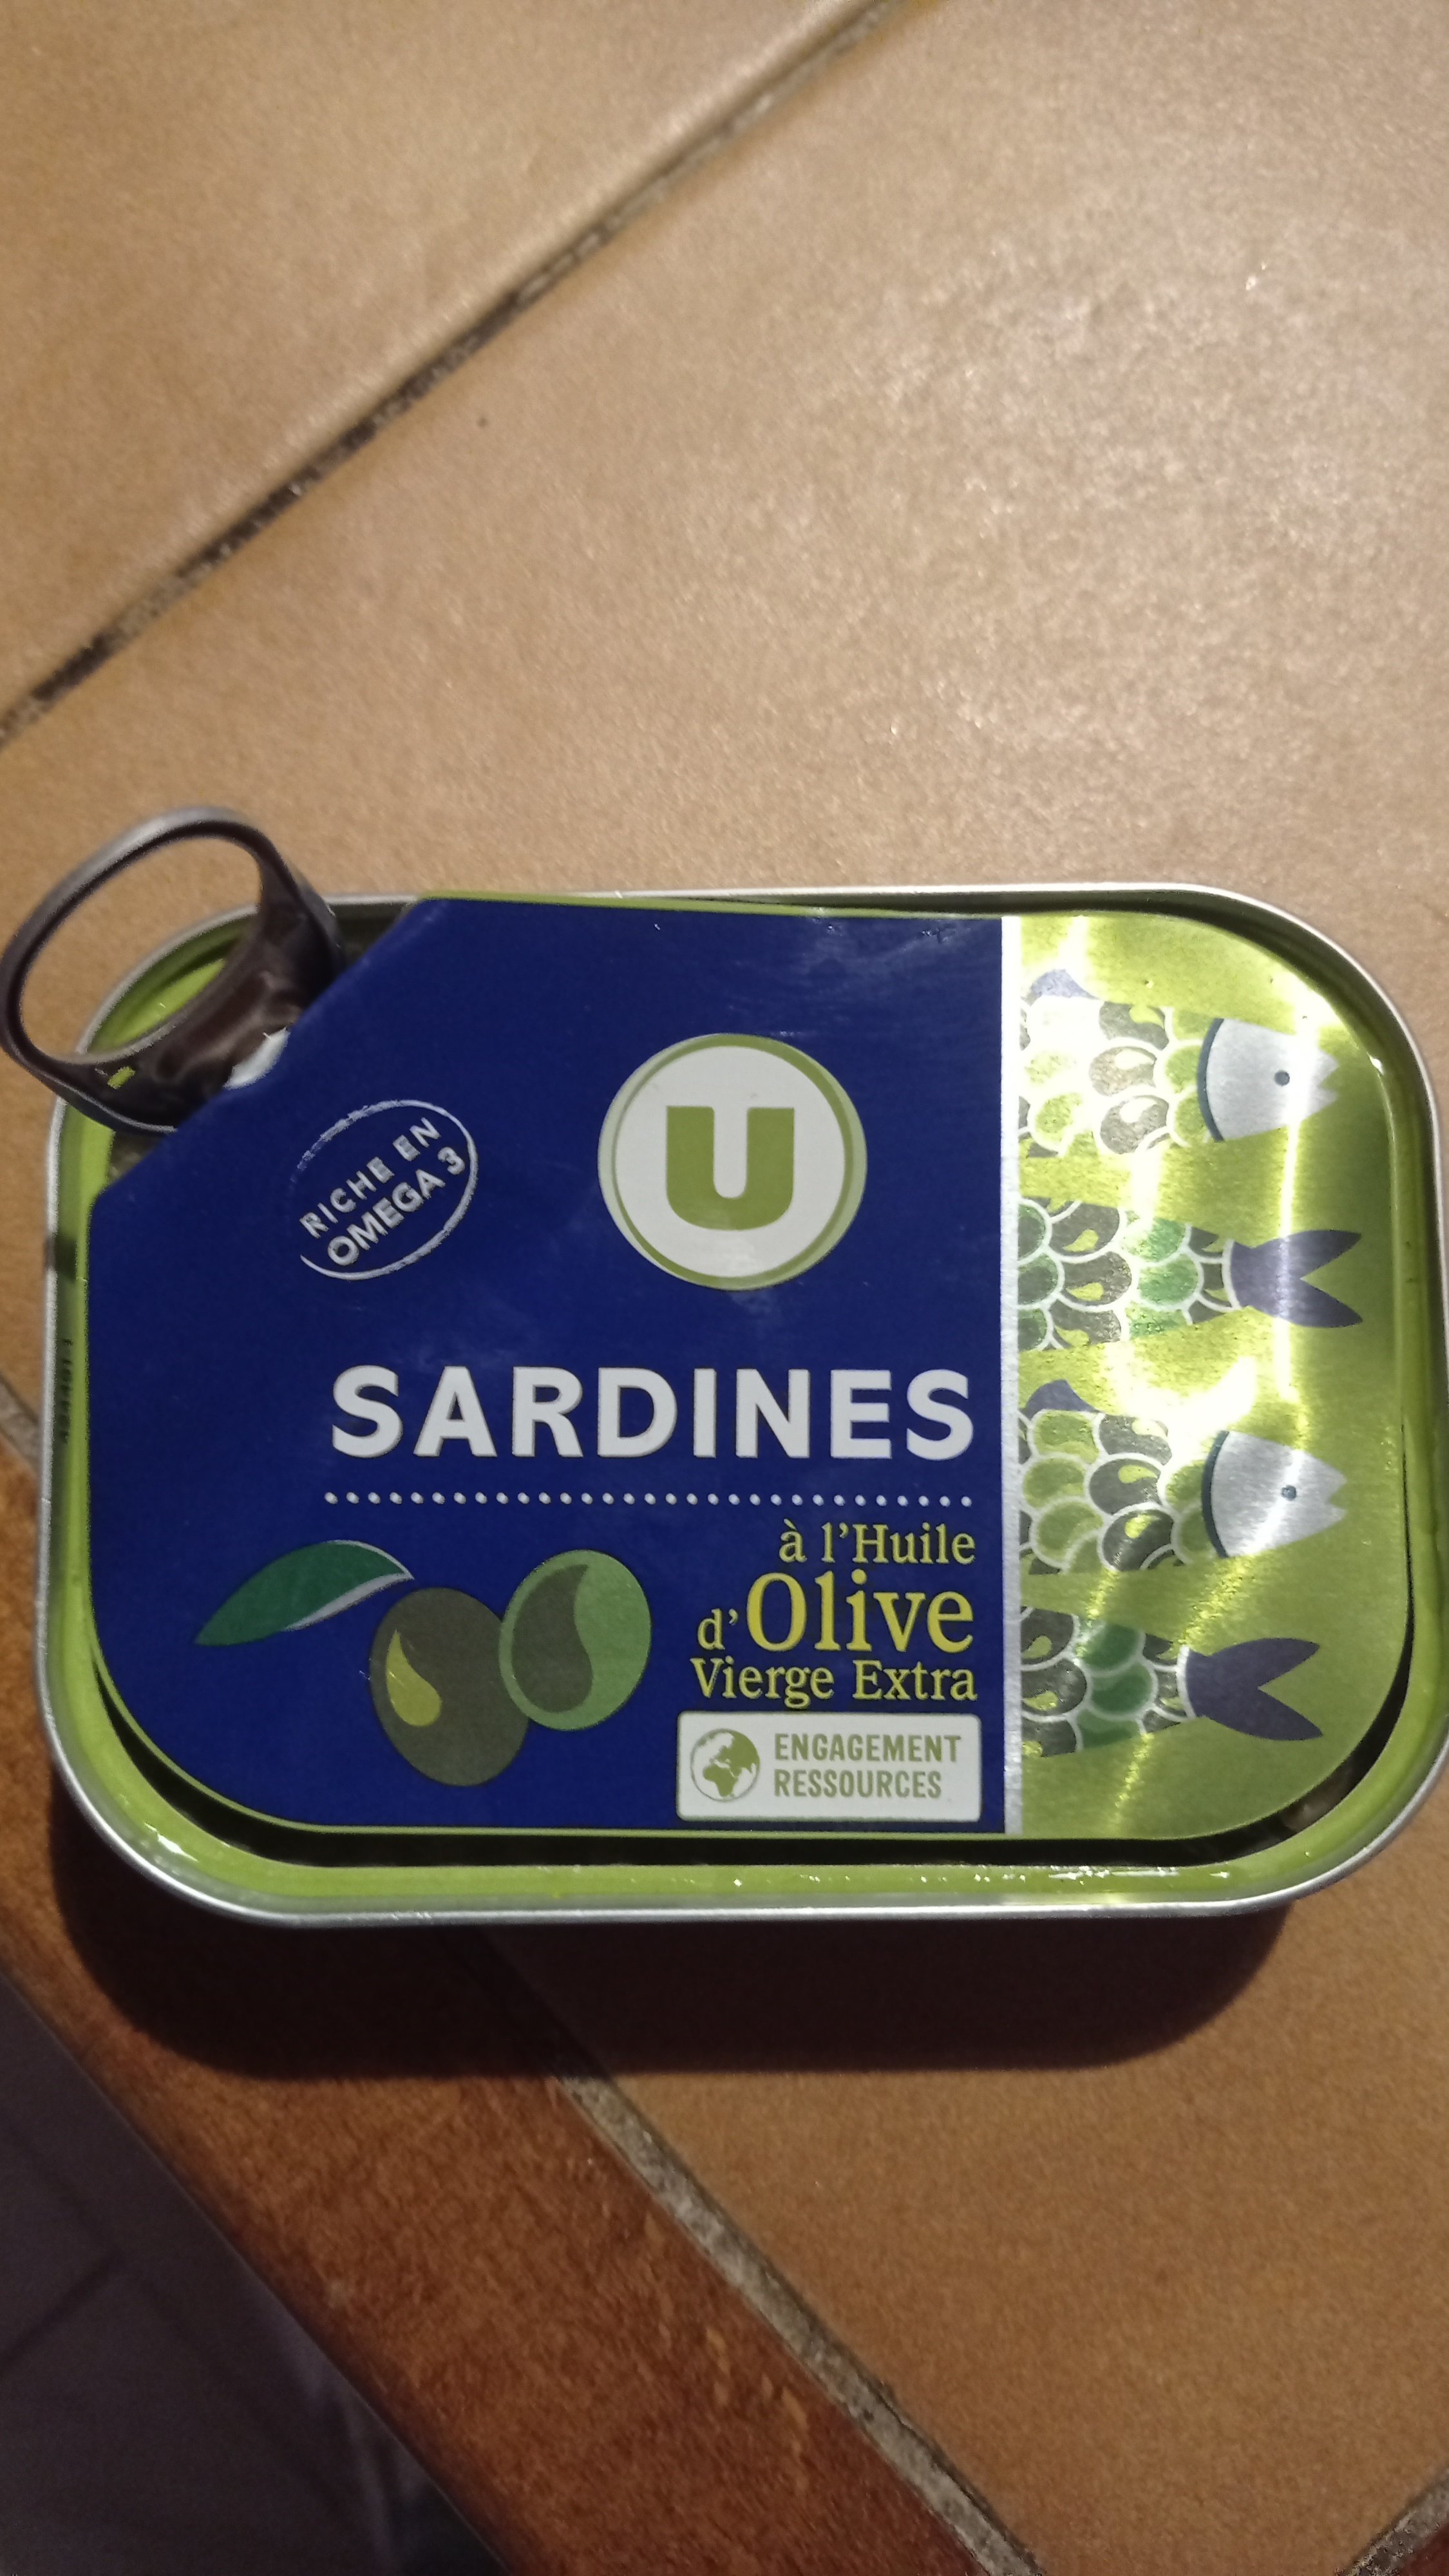 RICHE EN
OMEGA 3
U
SARDINES
à l'Huile
d'Olive
Vierge Extra
ENGAGEMENT
RESSOURCES